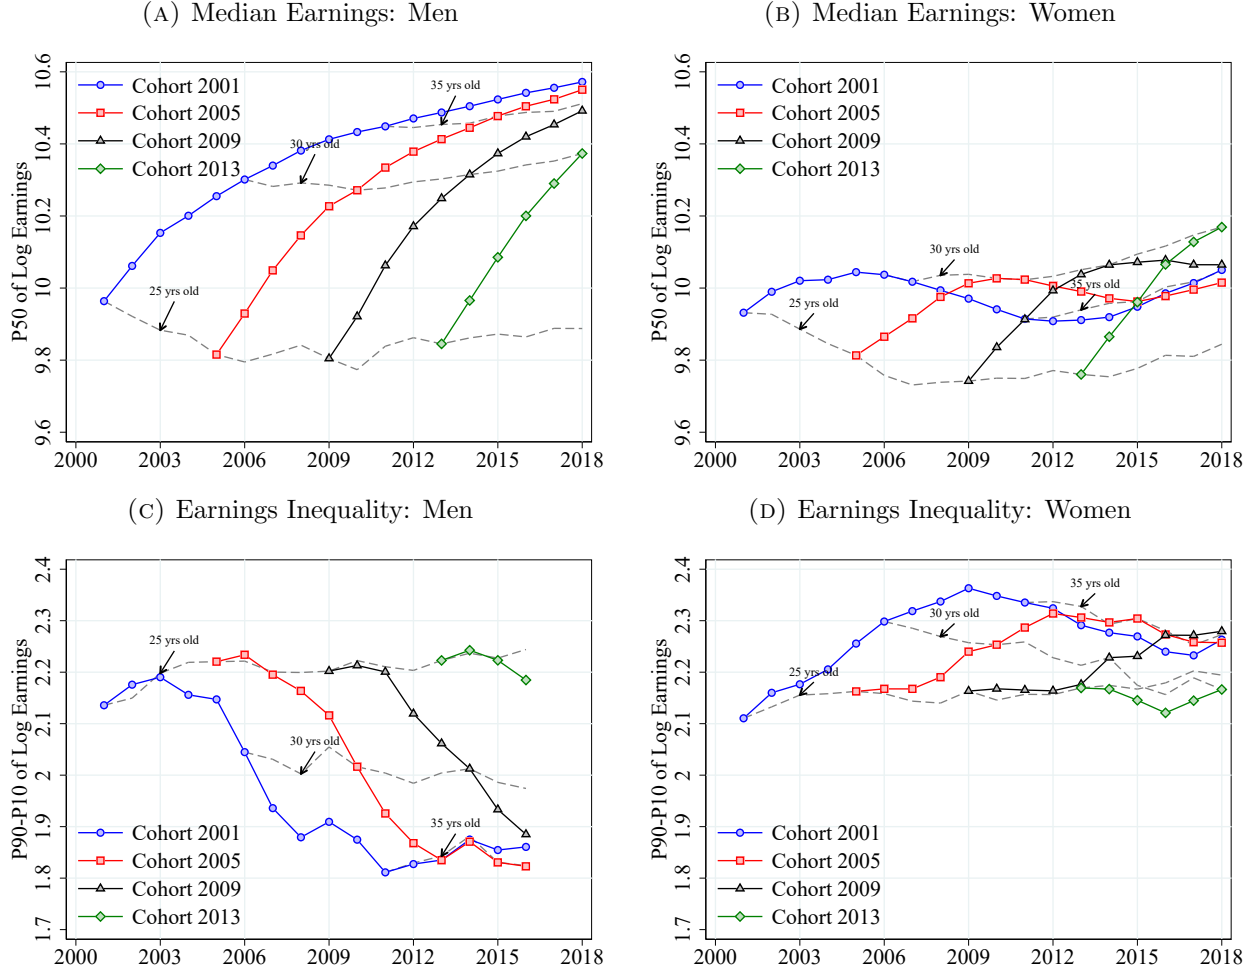 (A) Median Earnings: Men
P50 of Log Earnings
10.6
10.4
10.2
10
9.8
9.6
Cohort 2001
Cohort 2005
Cohort 2009
Cohort 2013
35 yrs old
30 yrs old
25 yrs old
2000 2003 2006 2009 2012 2015 2018
(B) Median Earnings: Women
P50 of Log Earnings
10.6
10.4
10.2
10
9.8
9.6
Cohort 2001
Cohort 2005
Cohort 2009
Cohort 2013
30 yrs old
35 yrs old
25 yrs old
2000 2003 2006 2009 2012 2015 2018
(C) Earnings Inequality: Men
P90-P10 of Log Earnings
2.4
2.3
2.2
2.1
2
1.9
1.8
1.7
25 yrs old
30 yrs old
35 yrs old
Cohort 2001
Cohort 2005
Cohort 2009
Cohort 2013
2000 2003 2006 2009 2012 2015 2018
(D) Earnings Inequality: Women
P90-P10 of Log Earnings
2.4
2.3
2.2
2.1
2
1.9
1.8
1.7
35 yrs old
30 yrs old
25 yrs old
Cohort 2001
Cohort 2005
Cohort 2009
Cohort 2013
2000 2003 2006 2009 2012 2015 2018